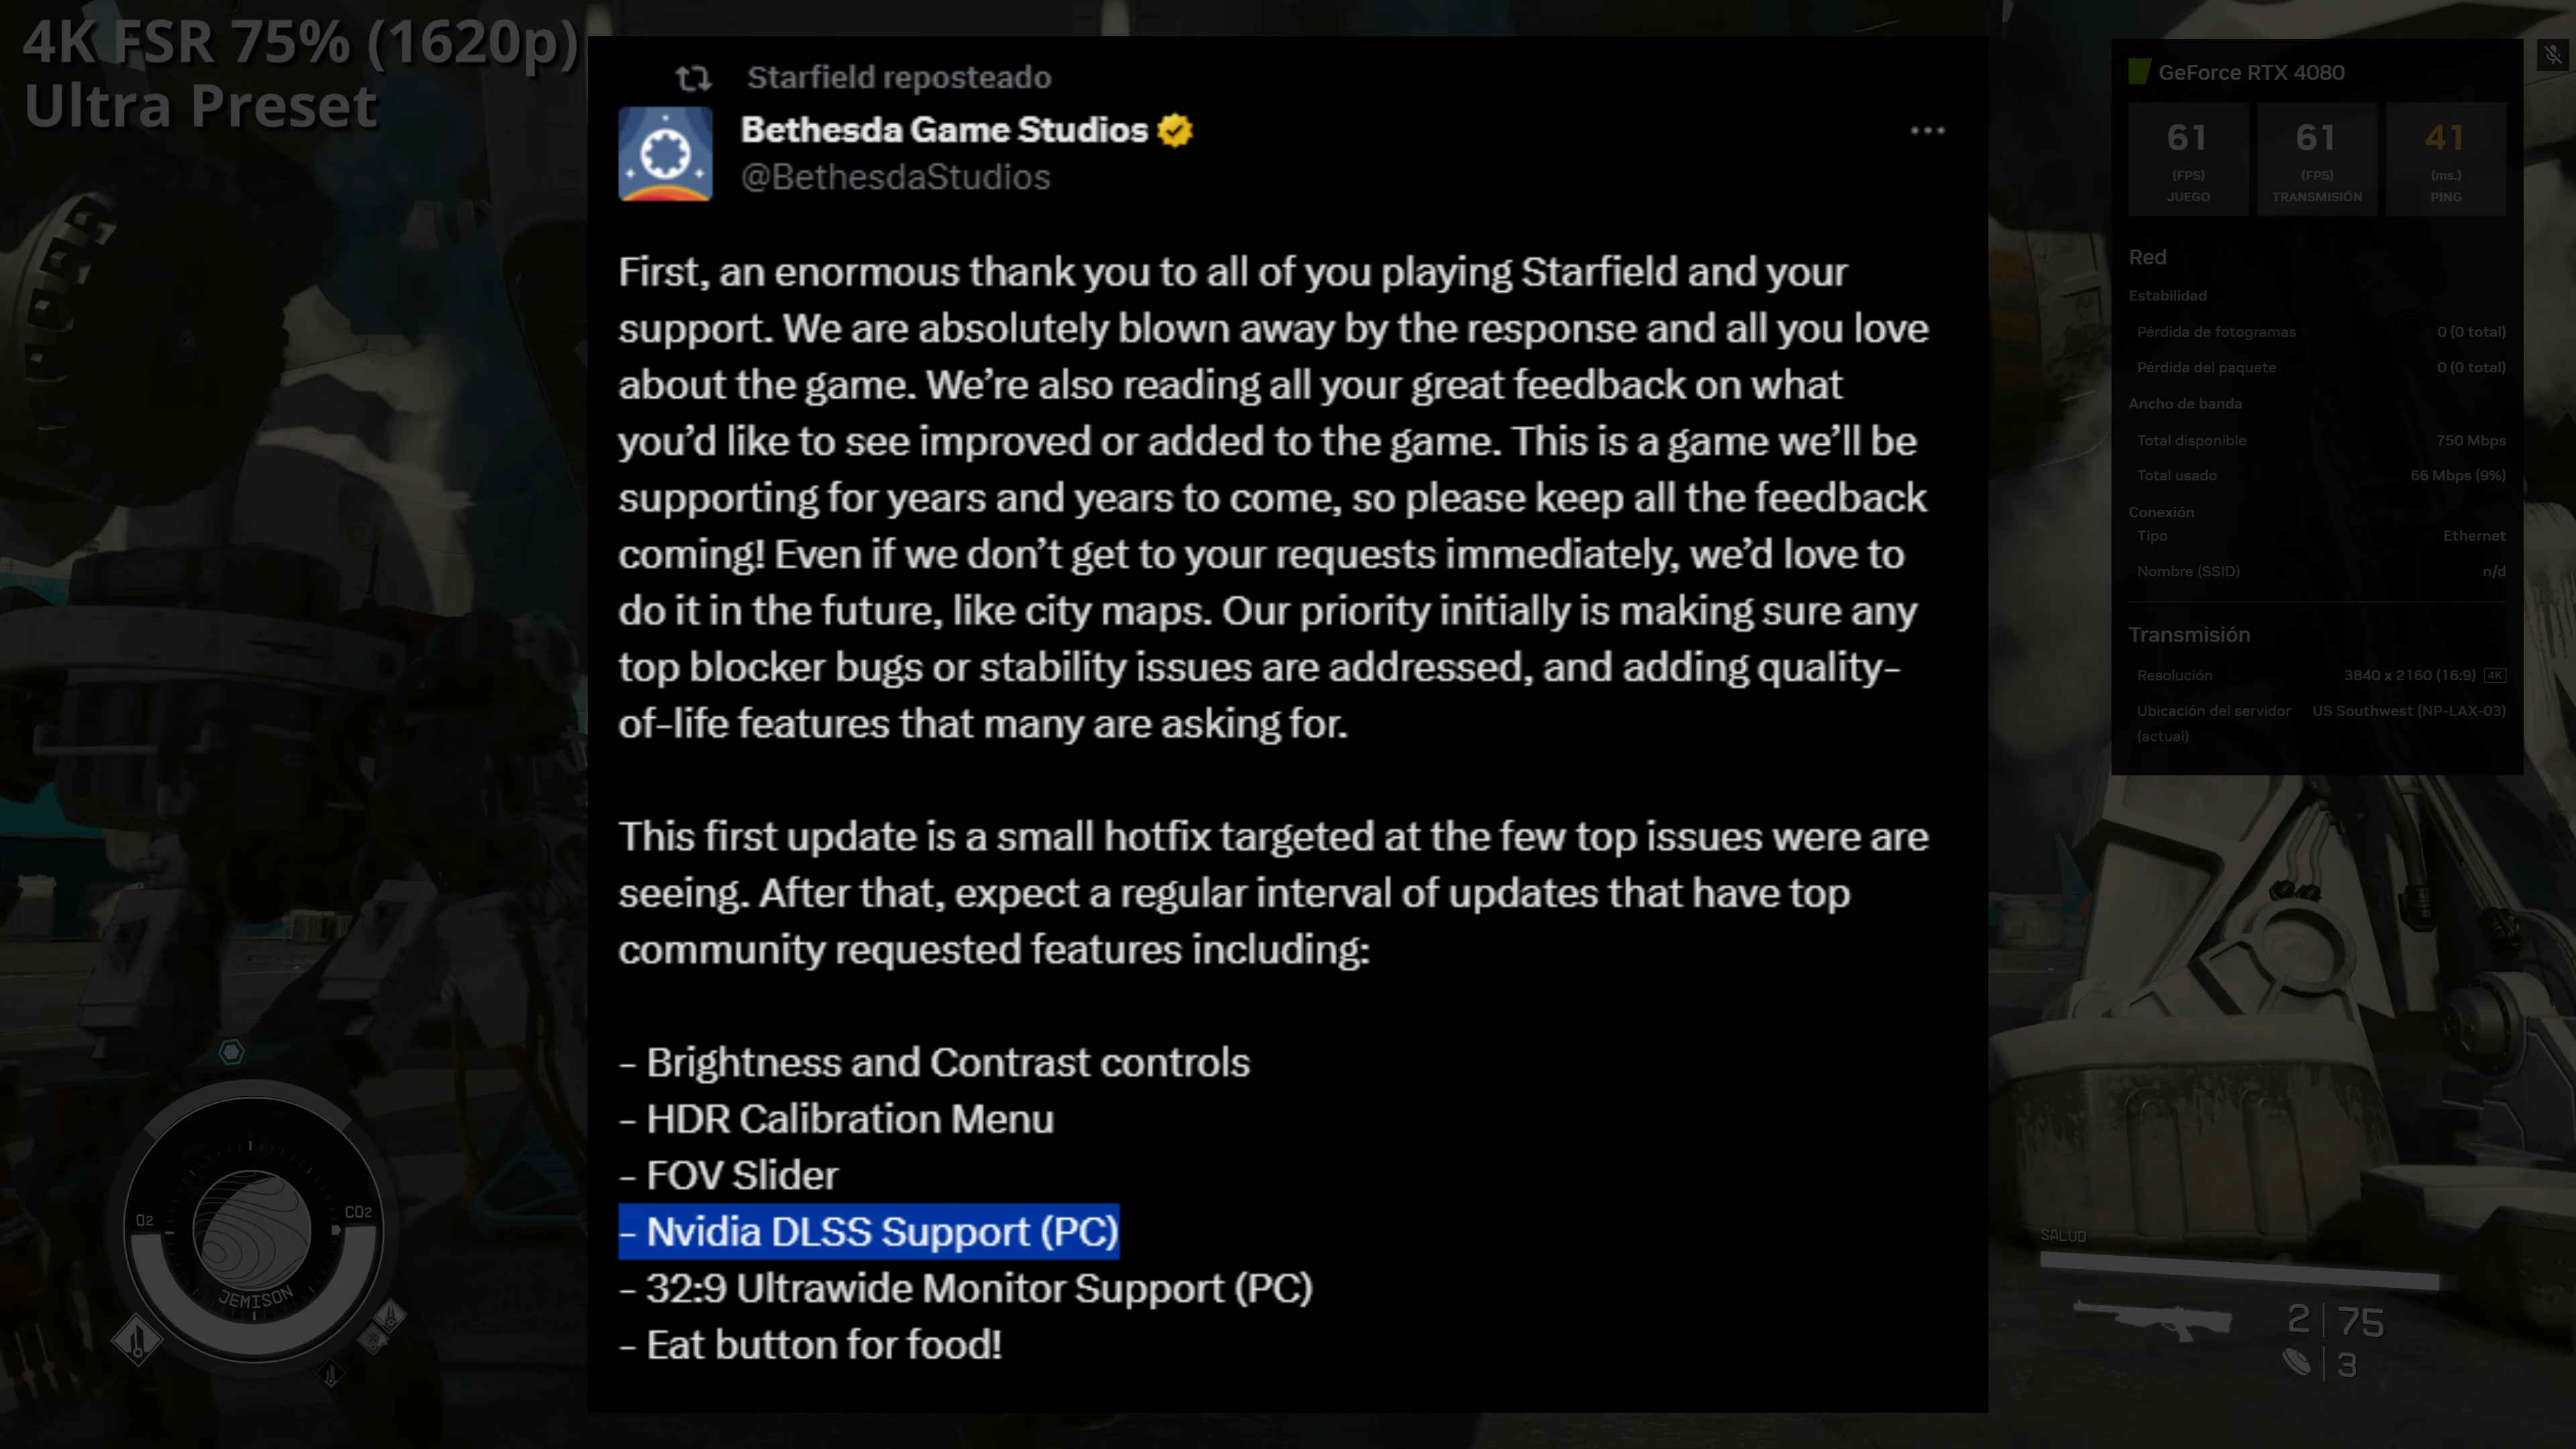 4K FSR 75% (1620p)
Ultra Preset
Starfield reposteado
Bethesda Game Studios
@BethesdaStudios
First, an enormous thank you to all of you playing Starfield and your
support. We are absolutely blown away by the response and all you love
about the game. We’re also reading all your great feedback on what
you’d like to see improved or added to the game. This is a game we’ll be
supporting for years and years to come, so please keep all the feedback
coming! Even if we don’t get to your requests immediately, we’d love to
do it in the future, like city maps. Our priority initially is making sure any
top blocker bugs or stability issues are addressed, and adding quality-
of-life features that many are asking for.
This first update is a small hotfix targeted at the few top issues were are
seeing. After that, expect a regular interval of updates that have top
community requested features including:
- Brightness and Contrast controls
- HDR Calibration Menu
- FOV Slider
- Nvidia DLSS Support (PC)
- 32:9 Ultrawide Monitor Support (PC)
- Eat button for food!
GeForce RTX 4080
61 61 41
(FPS) (FPS) (ms.)
JUEGO TRANSMISIÓN PING
Red
Estabilidad
Pérdida de fotogramas 0 (0 total)
Pérdida del paquete 0 (0 total)
Ancho de banda
Total disponible 750 Mbps
Total usado 66 Mbps (9%)
Conexión
Tipo Ethernet
Nombre (SSID) n/d
Transmisión
Resolución 3840 x 2160 (16:9) 4K
Ubicación del servidor US Southwest (NP-LAX-03)
(actual)
O2 CO2
JEMISON
SALUD
2 | 75
3